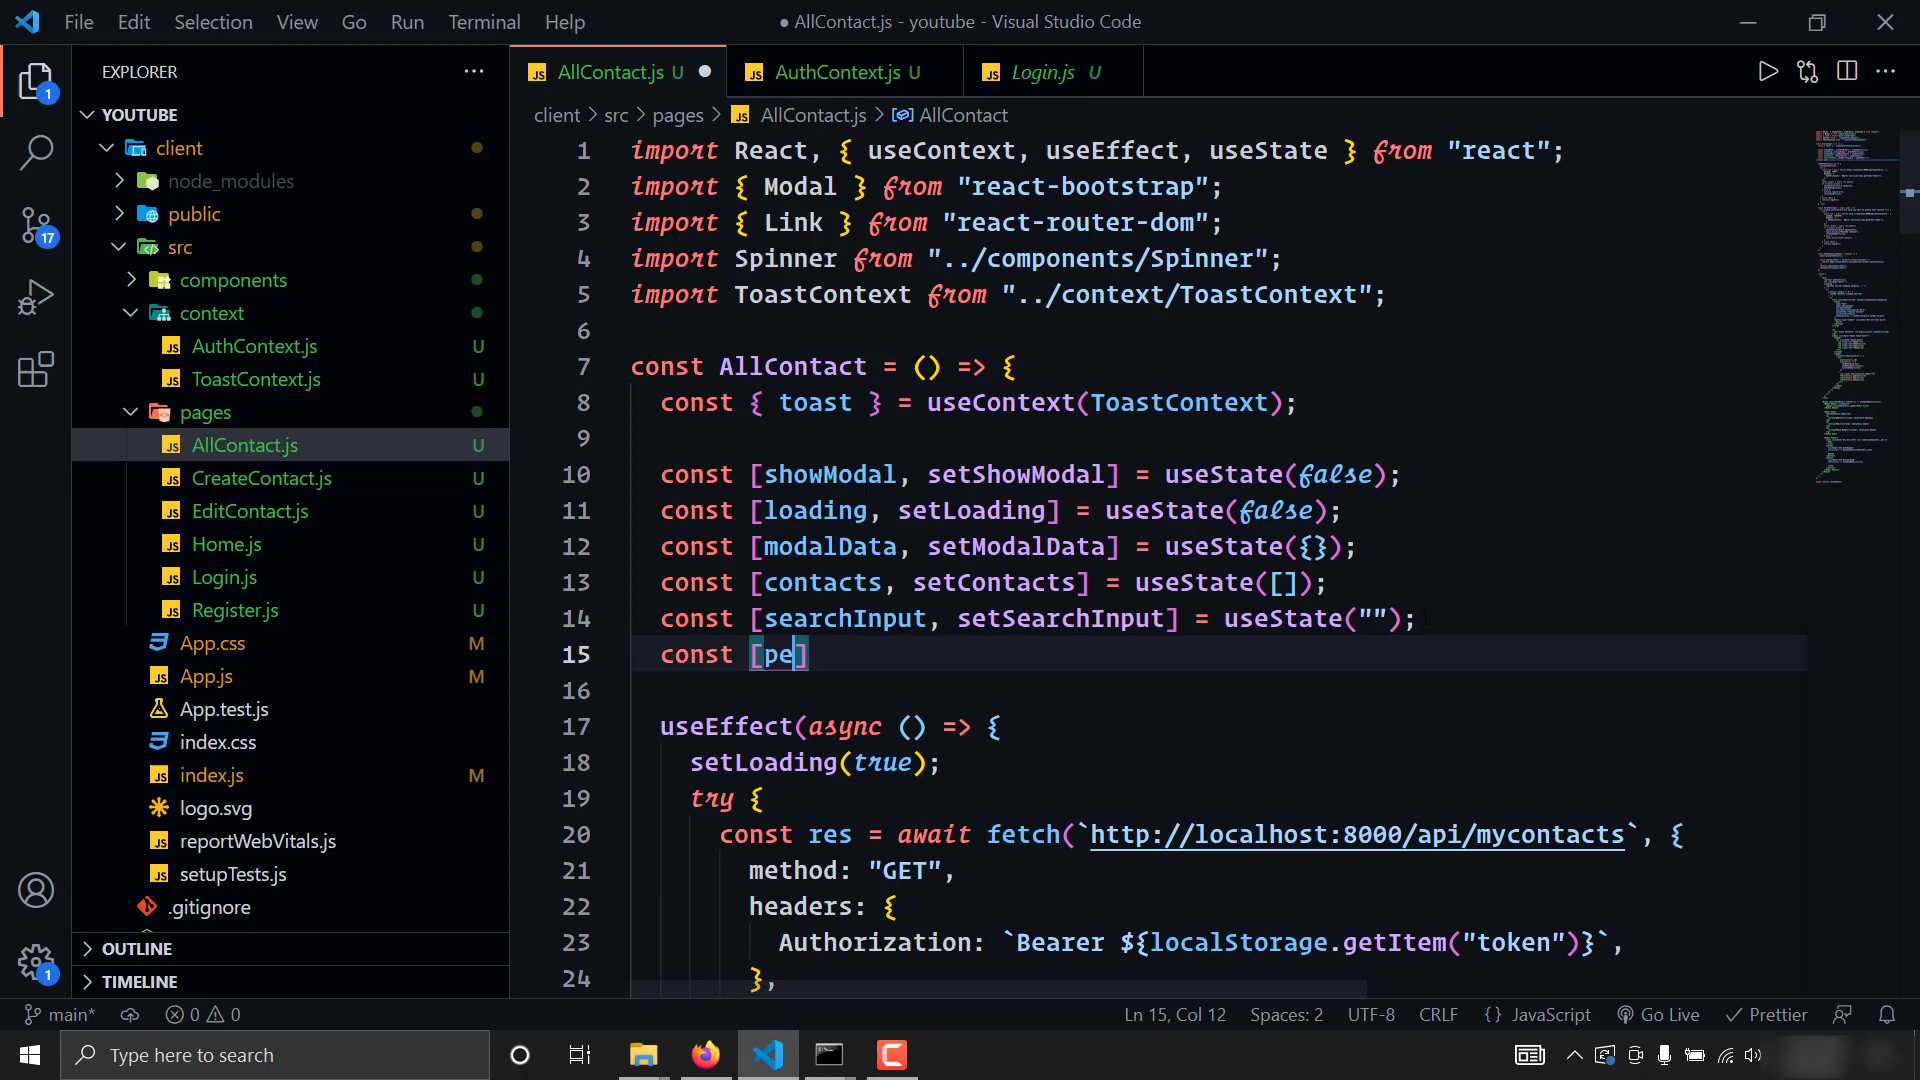 File Edit Selection View Go Run Terminal Help
● AllContact.js - youtube - Visual Studio Code
EXPLORER
AllContact.js U
AuthContext.js U
Login.js U
YOUTUBE
client > src > pages > AllContact.js > AllContact
client
node_modules
public
src
components
context
AuthContext.js U
ToastContext.js U
pages
AllContact.js U
CreateContact.js U
EditContact.js U
Home.js U
Login.js U
Register.js U
App.css M
App.js M
App.test.js
index.css
index.js M
logo.svg
reportWebVitals.js
setupTests.js
.gitignore
OUTLINE
TIMELINE
1
17
1
1 import React, { useContext, useEffect, useState } from "react";
2 import { Modal } from "react-bootstrap";
3 import { Link } from "react-router-dom";
4 import Spinner from "../components/Spinner";
5 import ToastContext from "../context/ToastContext";
6
7 const AllContact = () => {
8 const { toast } = useContext(ToastContext);
9
10 const [showModal, setShowModal] = useState(false);
11 const [loading, setLoading] = useState(false);
12 const [modalData, setModalData] = useState({});
13 const [contacts, setContacts] = useState([]);
14 const [searchInput, setSearchInput] = useState("");
15 const [pe]
16
17 useEffect(async () => {
18 setLoading(true);
19 try {
20 const res = await fetch(`http://localhost:8000/api/mycontacts`, {
21 method: "GET",
22 headers: {
23 Authorization: `Bearer ${localStorage.getItem("token")}`,
24 },
main* 0 0 Ln 15, Col 12 Spaces: 2 UTF-8 CRLF {} JavaScript Go Live Prettier
Type here to search